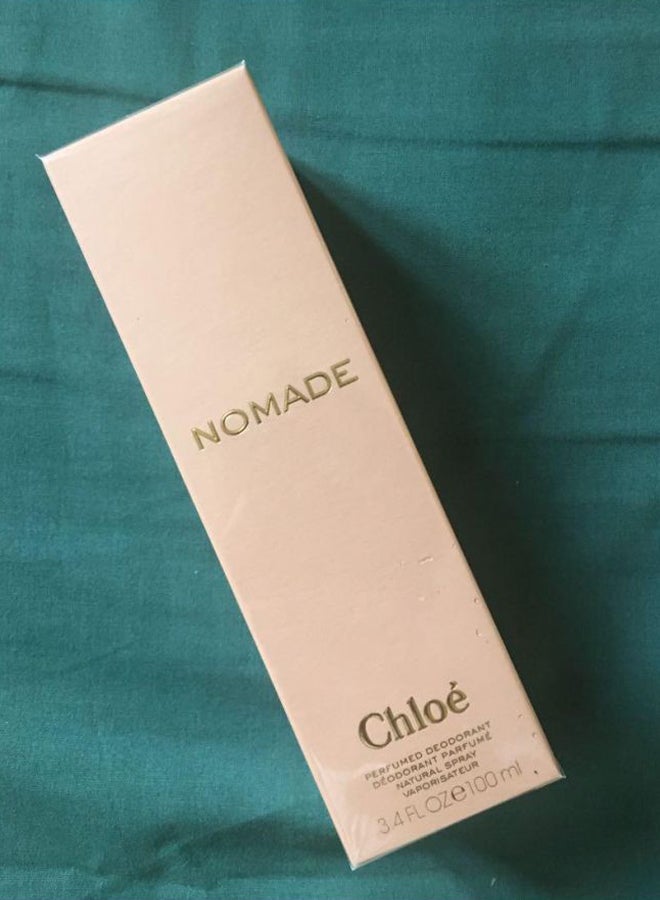 NOMADE
Chloé
PERFUMED DEODORANT
DÉODORANT PARFUMÉ
NATURAL SPRAY
VAPORISATEUR
3.4 FL OZ ℮ 100 ml